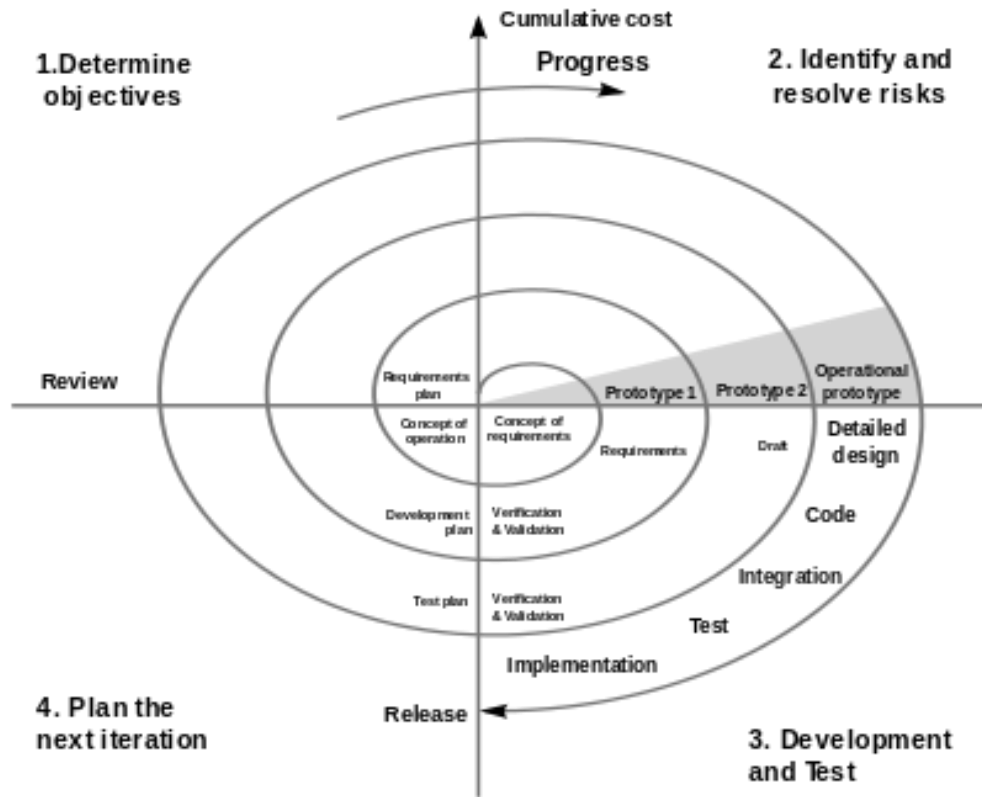 Cumulative cost
Progress
1.Determine
objectives
2. Identify and
resolve risks
Review
Requirements
plan
Prototype 1
Prototype 2
Operational
prototype
Concept of
operation
Concept of
requirements
Requirements
Draft
Detailed
design
Development
plan
Verification
& Validation
Code
Integration
Test plan
Verification
& Validation
Test
Implementation
Release
4. Plan the
next iteration
3. Development
and Test